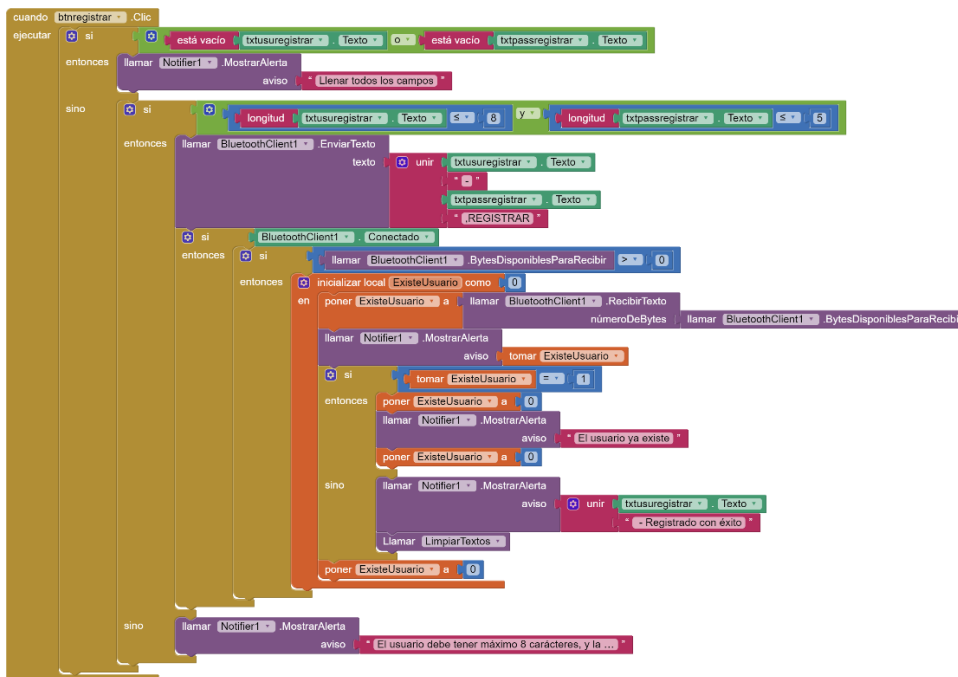 cuando btnregistrar .Clic
ejecutar si está vacío txtusuregistrar . Texto o está vacío txtpassregistrar . Texto
entonces llamar Notifier1 .MostrarAlerta
aviso " Llenar todos los campos "
sino si longitud txtusuregistrar . Texto ≤ 8 y longitud txtpassregistrar . Texto ≤ 5
entonces llamar BluetoothClient1 .EnviarTexto
texto unir txtusuregistrar . Texto
" - "
txtpassregistrar . Texto
" ,REGISTRAR "
si BluetoothClient1 . Conectado
entonces si llamar BluetoothClient1 .BytesDisponiblesParaRecibir > 0
entonces inicializar local ExisteUsuario como 0
en poner ExisteUsuario a llamar BluetoothClient1 .RecibirTexto
númeroDeBytes llamar BluetoothClient1 .BytesDisponiblesParaRecibi
llamar Notifier1 .MostrarAlerta
aviso tomar ExisteUsuario
si tomar ExisteUsuario = 1
entonces poner ExisteUsuario a 0
llamar Notifier1 .MostrarAlerta
aviso " El usuario ya existe "
poner ExisteUsuario a 0
sino llamar Notifier1 .MostrarAlerta
aviso unir txtusuregistrar . Texto
" - Registrado con éxito "
Llamar LimpiarTextos
poner ExisteUsuario a 0
sino llamar Notifier1 .MostrarAlerta
aviso " El usuario debe tener máximo 8 carácteres, y la ... "